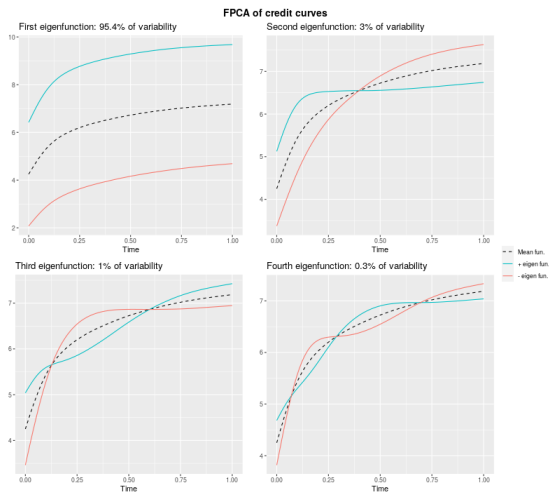 FPCA of credit curves
First eigenfunction: 95.4% of variability
10
8
6
4
2
0.00 0.25 0.50 0.75 1.00
Time
Second eigenfunction: 3% of variability
7
6
5
4
0.00 0.25 0.50 0.75 1.00
Time
Third eigenfunction: 1% of variability
7
6
5
4
0.00 0.25 0.50 0.75 1.00
Time
Fourth eigenfunction: 0.3% of variability
7
6
5
4
0.00 0.25 0.50 0.75 1.00
Time
Mean fun.
+ eigen fun.
- eigen fun.